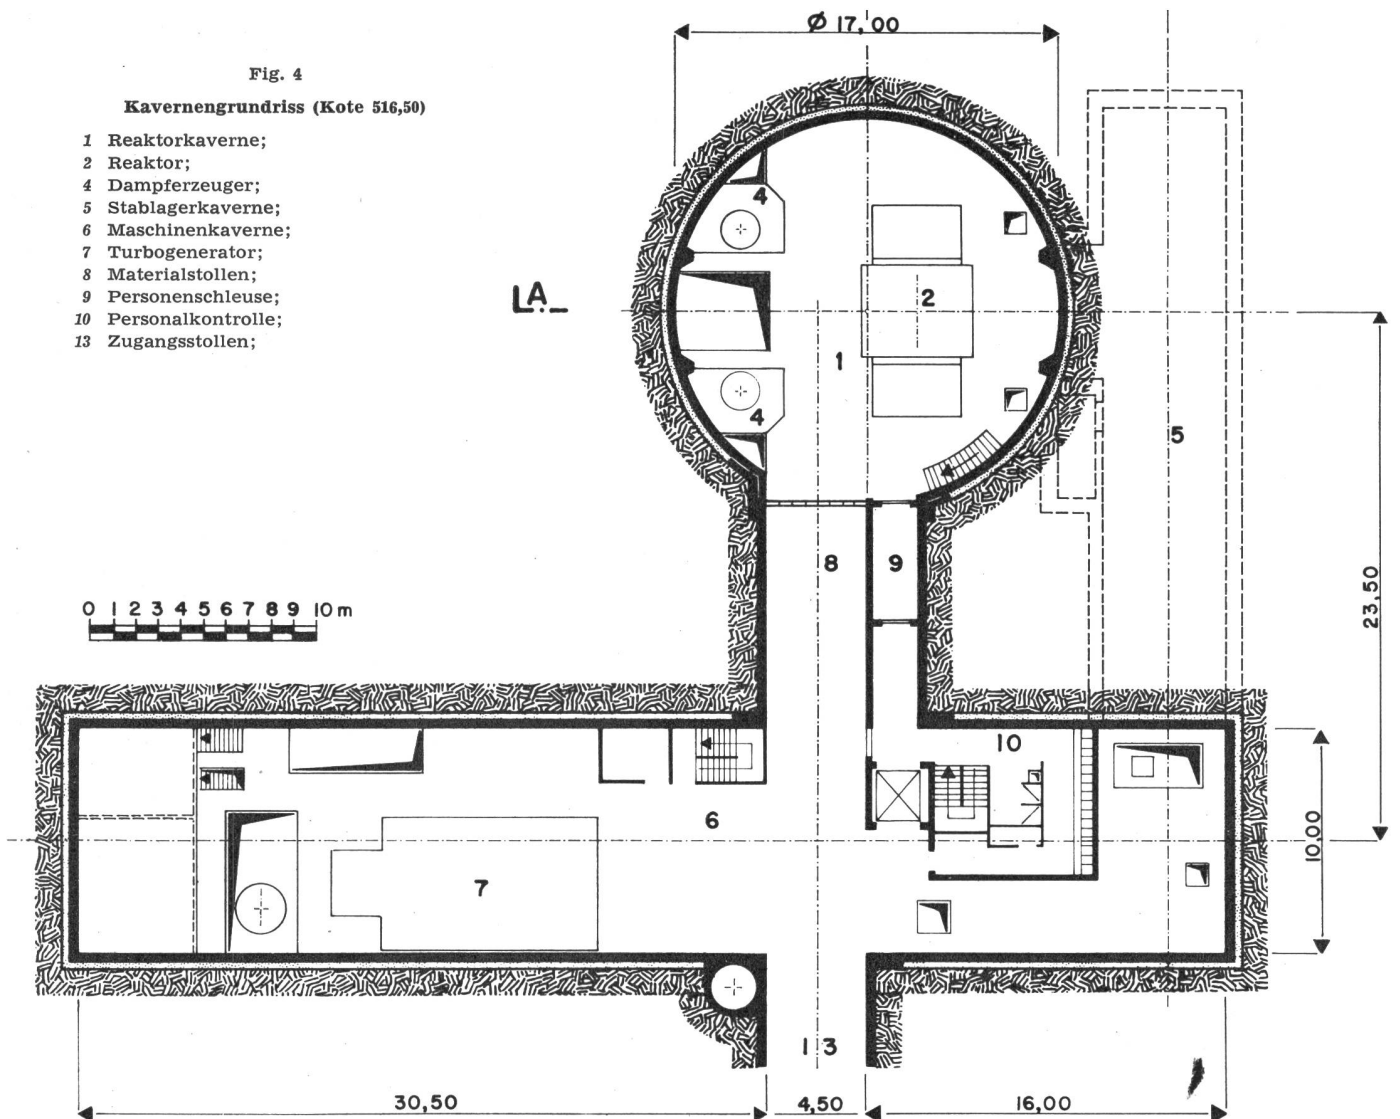 Fig. 4
Kavernengrundriss (Kote 516,50)
1 Reaktorkaverne;
2 Reaktor;
4 Dampferzeuger;
5 Stablagerkaverne;
6 Maschinenkaverne;
7 Turbogenerator;
8 Materialstollen;
9 Personenschleuse;
10 Personalkontrolle;
13 Zugangsstollen;
Ø 17,00
4
A
2
1
4
5
8
9
23,50
0 1 2 3 4 5 6 7 8 9 10 m
10
6
10,00
7
13
30,50
4,50
16,00